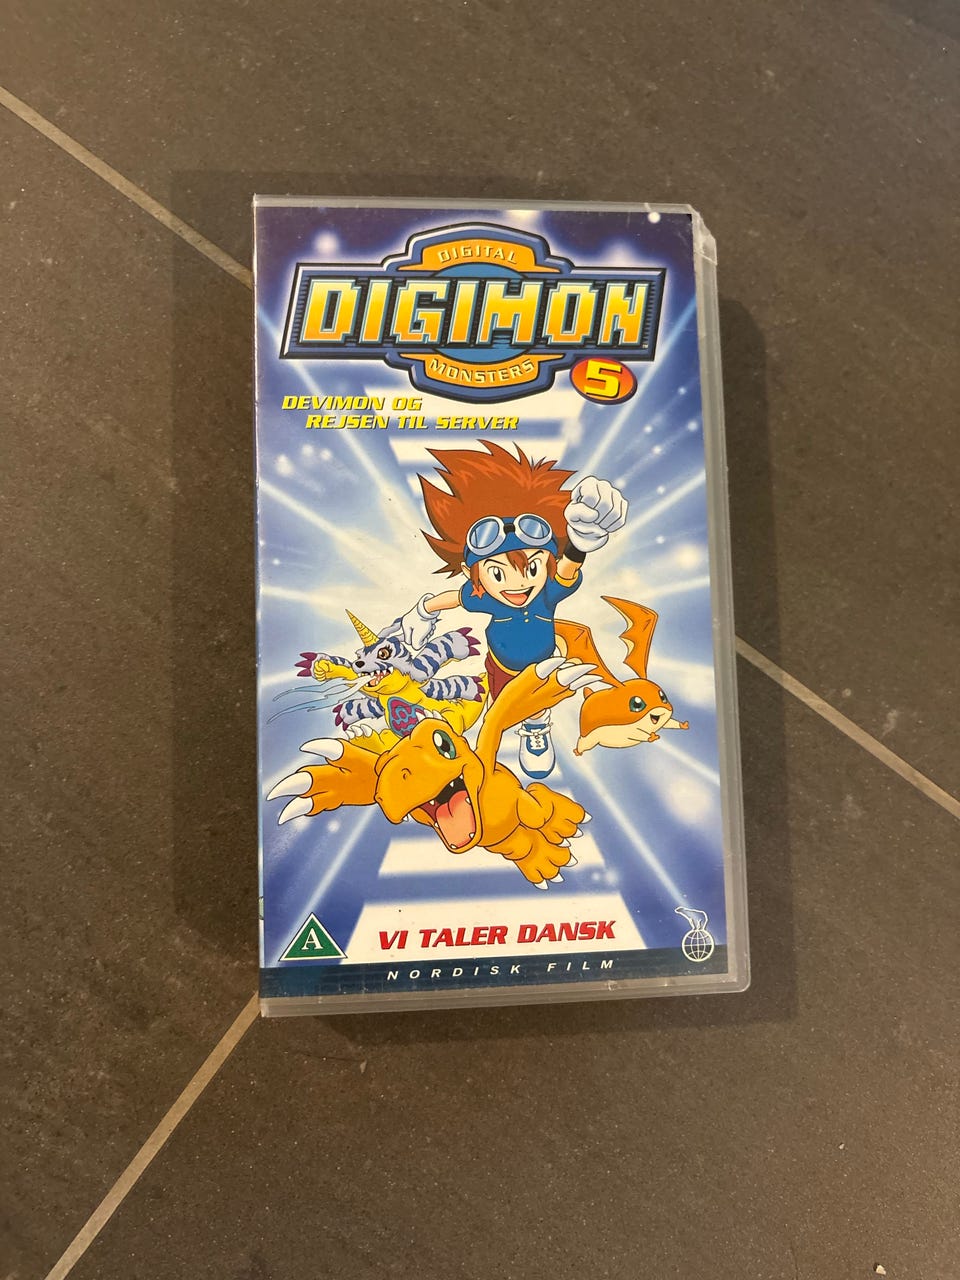 DIGITAL
DIGIMON
MONSTERS
5
DEVIMON OG
REJSEN TIL SERVER
A
VI TALER DANSK
NORDISK FILM